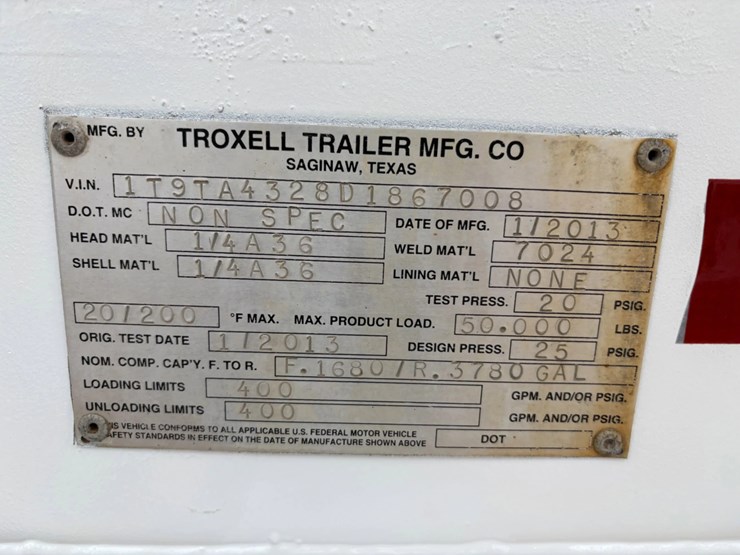 MFG. BY TROXELL TRAILER MFG. CO
SAGINAW, TEXAS
V.I.N. 1T9TA4328D1867008
D.O.T. MC NON SPEC DATE OF MFG. 1/2013
HEAD MAT'L 1/4A36 WELD MAT'L 7024
SHELL MAT'L 1/4A36 LINING MAT'L NONE
TEST PRESS. 20 PSIG.
20/200 °F MAX. MAX. PRODUCT LOAD. 50.000 LBS.
ORIG. TEST DATE 1/2013 DESIGN PRESS. 25 PSIG.
NOM. COMP. CAP'Y. F. TO R. F.1680/R.3780 GAL
LOADING LIMITS 400 GPM. AND/OR PSIG.
UNLOADING LIMITS 400 GPM. AND/OR PSIG.
IS VEHICLE CONFORMS TO ALL APPLICABLE U.S. FEDERAL MOTOR VEHICLE
AFETY STANDARDS IN EFFECT ON THE DATE OF MANUFACTURE SHOWN ABOVE DOT